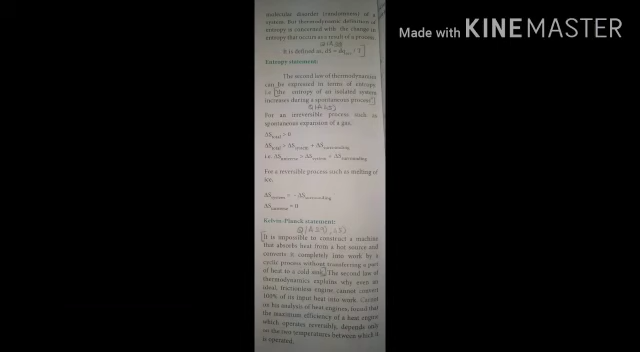 molecular disorder (randomness) of a
system. But thermodynamic definition of
entropy is concerned with the change in
entropy that occurs as a result of a process.
It is defined as, dS = dq rev / T
Entropy statement:
The second law of thermodynamics
can be expressed in terms of entropy.
i.e "the entropy of an isolated system
increases during a spontaneous process".
For an irreversible process such as
spontaneous expansion of a gas,
ΔS total > 0
ΔS total = ΔS system + ΔS surrounding
i.e. ΔS universe = ΔS system + ΔS surrounding
For a reversible process such as melting of
ice,
ΔS system = - ΔS surrounding
ΔS universe = 0
Kelvin-Planck statement:
It is impossible to construct a machine
that absorbs heat from a hot source and
converts it completely into work by a
cyclic process without transferring a part
of heat to a cold sink. The second law of
thermodynamics explains why even an
ideal, frictionless engine cannot convert
100% of its input heat into work. Carnot
on his analysis of heat engines, found that
the maximum efficiency of a heat engine
which operates reversibly, depends only
on the two temperatures between which it
is operated.
Made with KINEMASTER